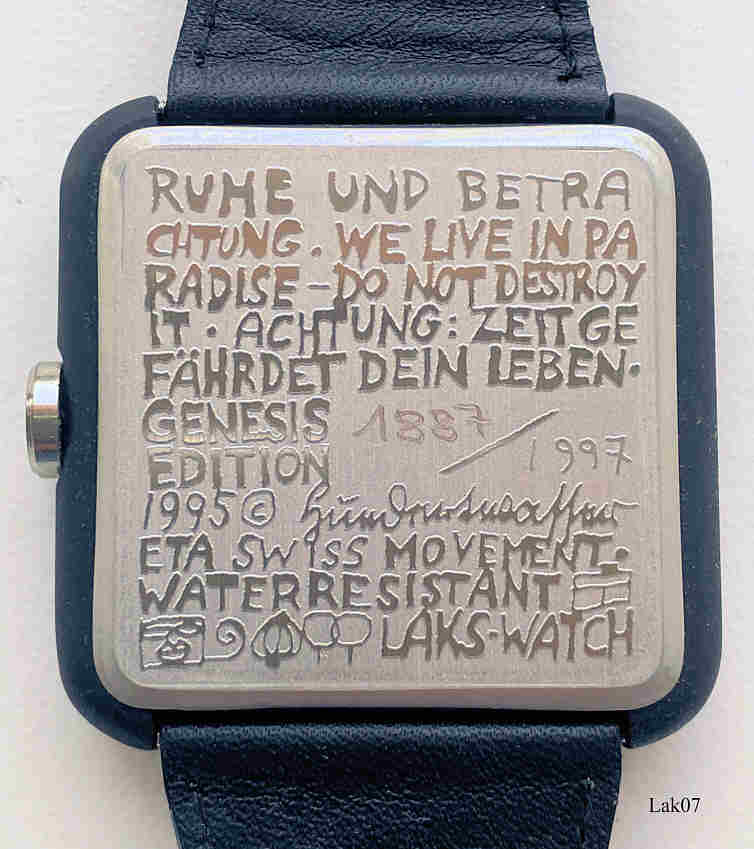 RUHE UND BETRA
CHTUNG. WE LIVE IN PA
RADISE – DO NOT DESTROY
IT · ACHTUNG: ZEIT GE
FÄHRDET DEIN LEBEN·
GENESIS 1887/1997
EDITION
1995 © Hundertwasser
ETA SWISS MOVEMENT.
WATERRESISTANT
LAKS-WATCH
Lak07